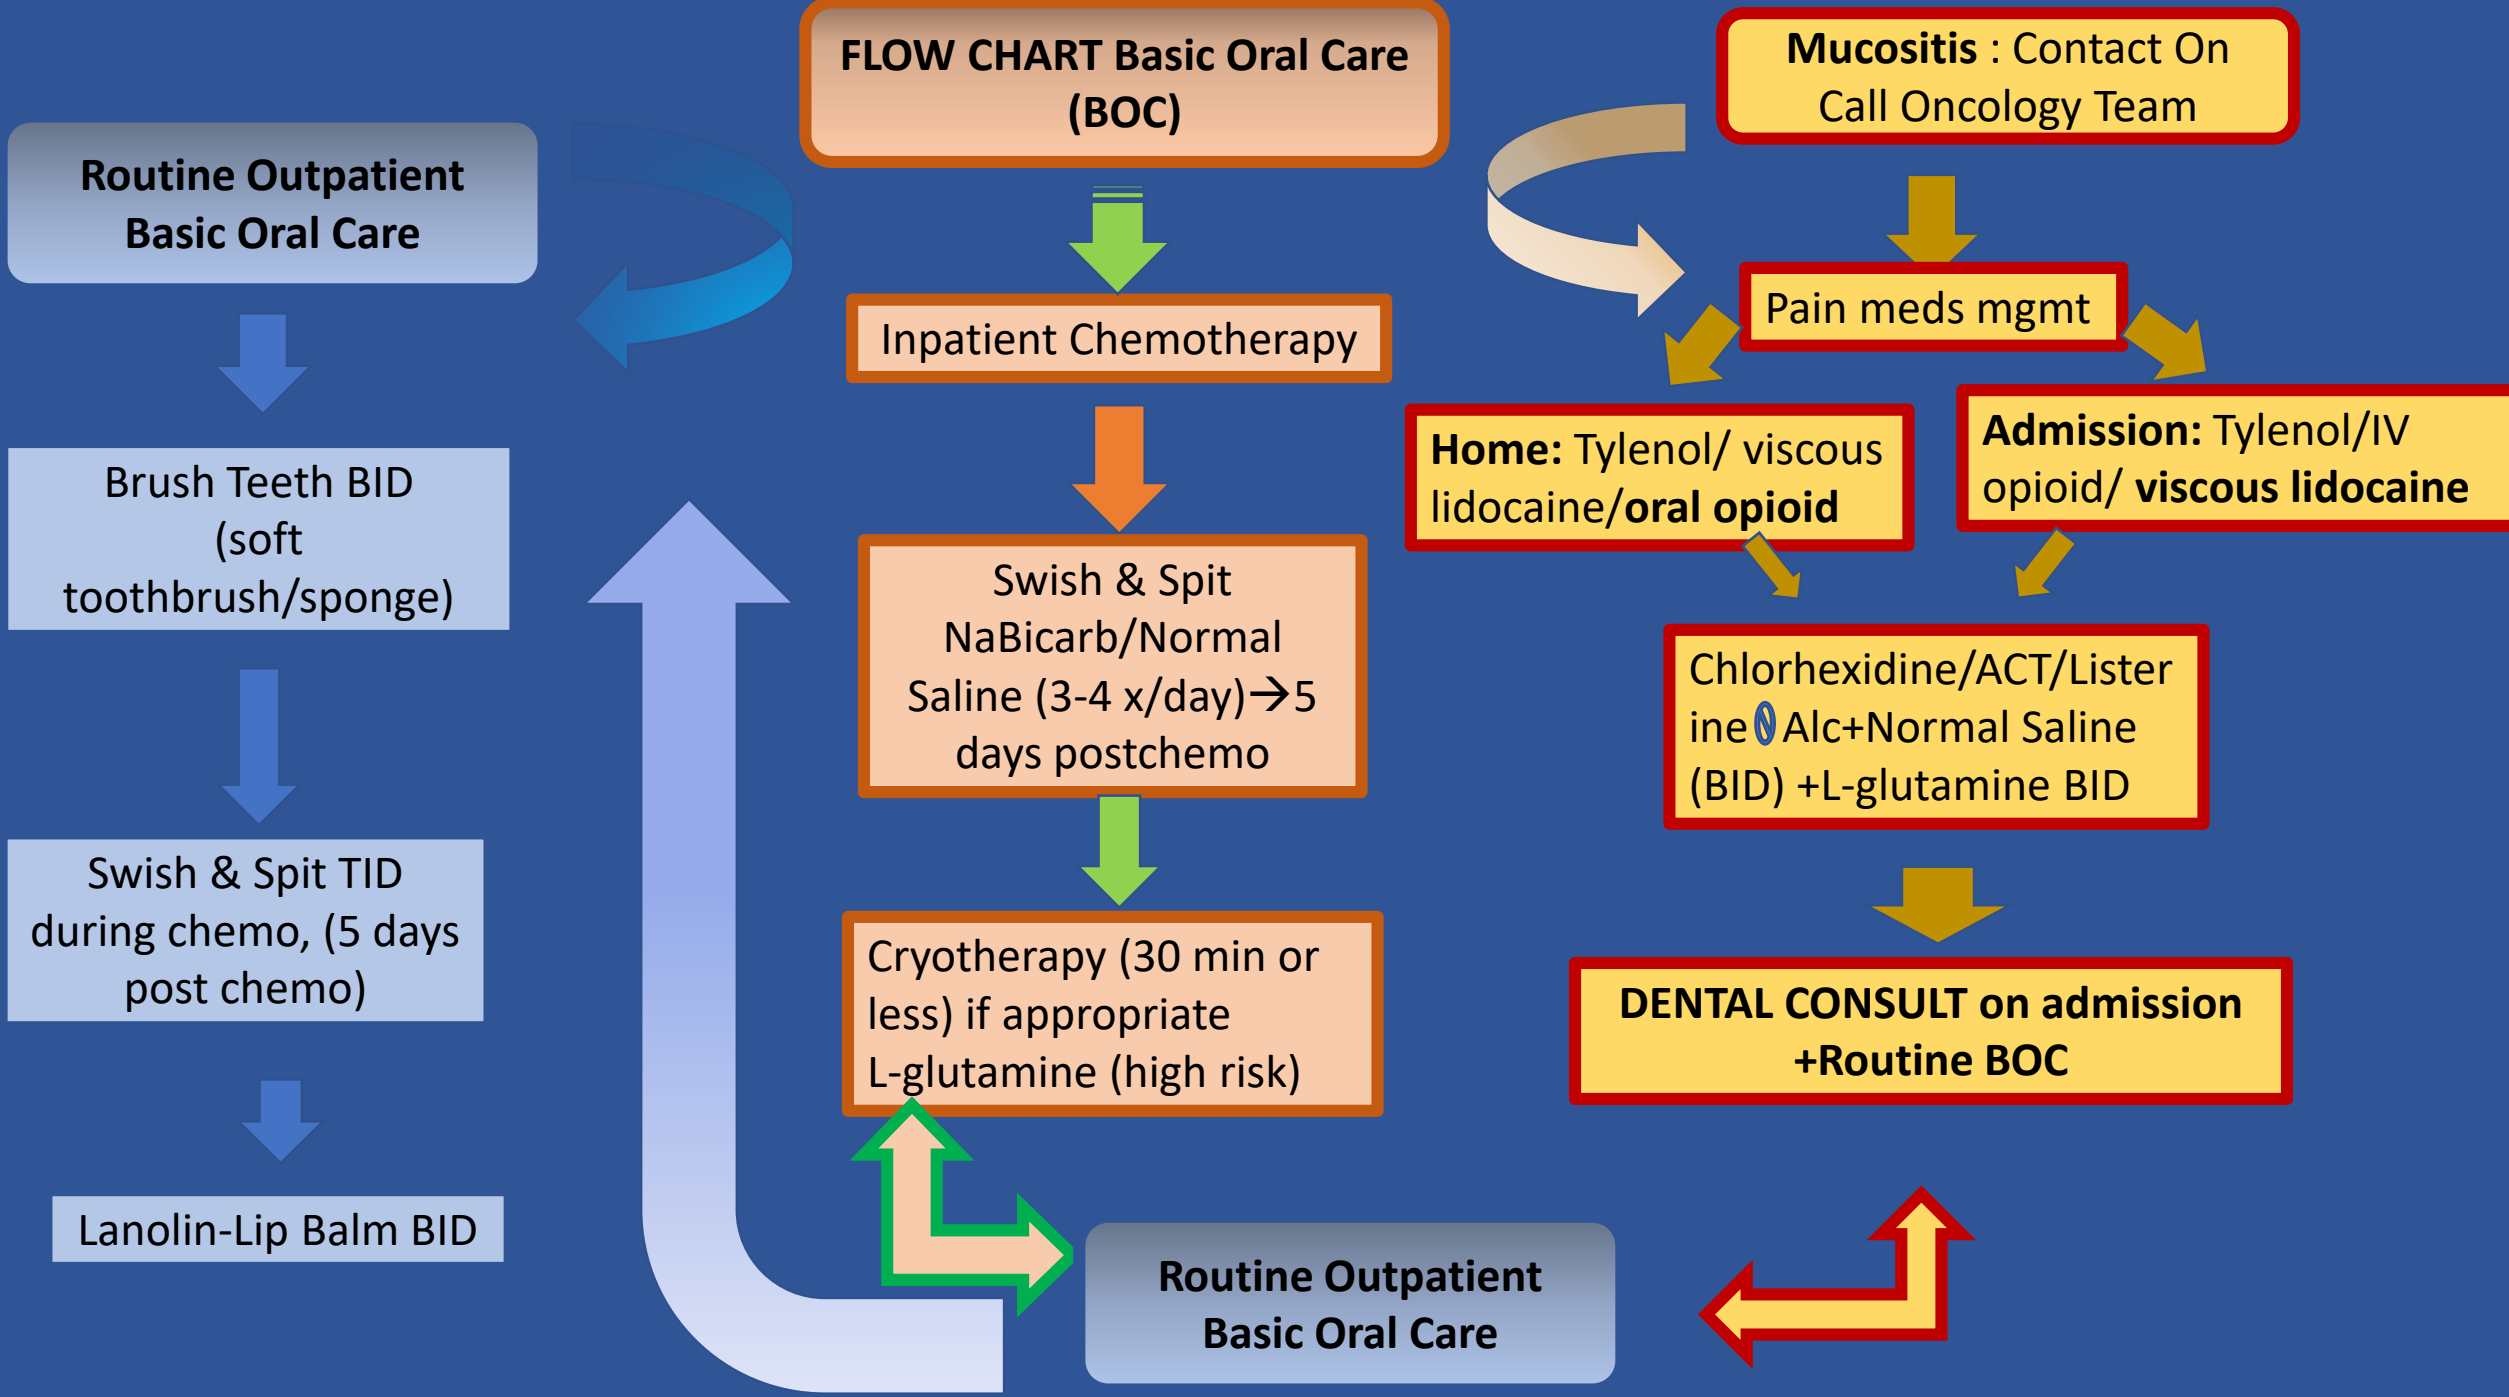 FLOW CHART Basic Oral Care
(BOC)
Routine Outpatient
Basic Oral Care
Brush Teeth BID
(soft
toothbrush/sponge)
Swish & Spit TID
during chemo, (5 days
post chemo)
Lanolin-Lip Balm BID
Inpatient Chemotherapy
Swish & Spit
NaBicarb/Normal
Saline (3-4 x/day)→5
days postchemo
Cryotherapy (30 min or
less) if appropriate
L-glutamine (high risk)
Routine Outpatient
Basic Oral Care
Mucositis : Contact On
Call Oncology Team
Pain meds mgmt
Home: Tylenol/ viscous
lidocaine/oral opioid
Admission: Tylenol/IV
opioid/ viscous lidocaine
Chlorhexidine/ACT/Lister
ine Alc+Normal Saline
(BID) +L-glutamine BID
DENTAL CONSULT on admission
+Routine BOC